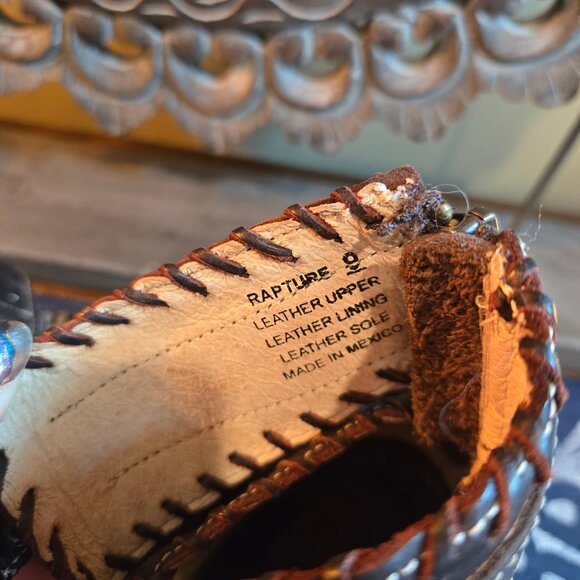 RAPTURE 9
LEATHER UPPER
LEATHER LINING
LEATHER SOLE
MADE IN MEXICO